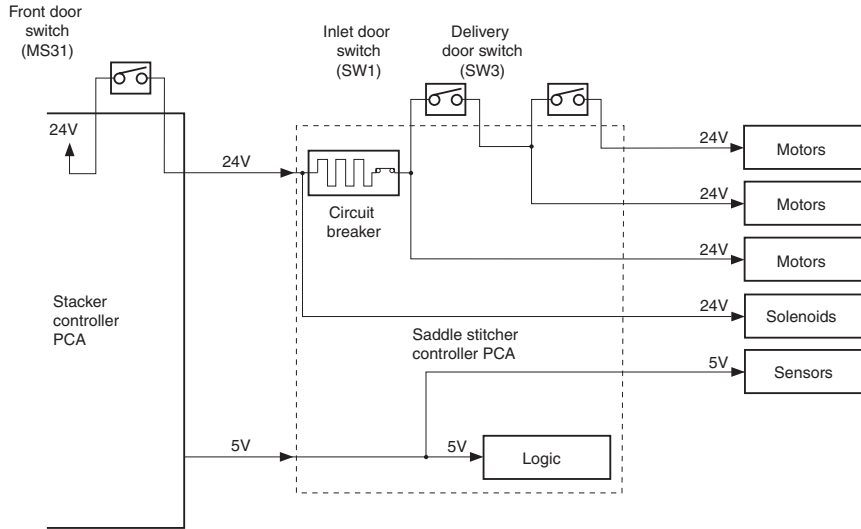 Front door
switch
(MS31)
Inlet door
switch
(SW1)
Delivery
door switch
(SW3)
24V
24V
Circuit
breaker
24V
Motors
24V
Motors
24V
Motors
24V
Solenoids
5V
Sensors
Stacker
controller
PCA
Saddle stitcher
controller PCA
5V
5V
Logic